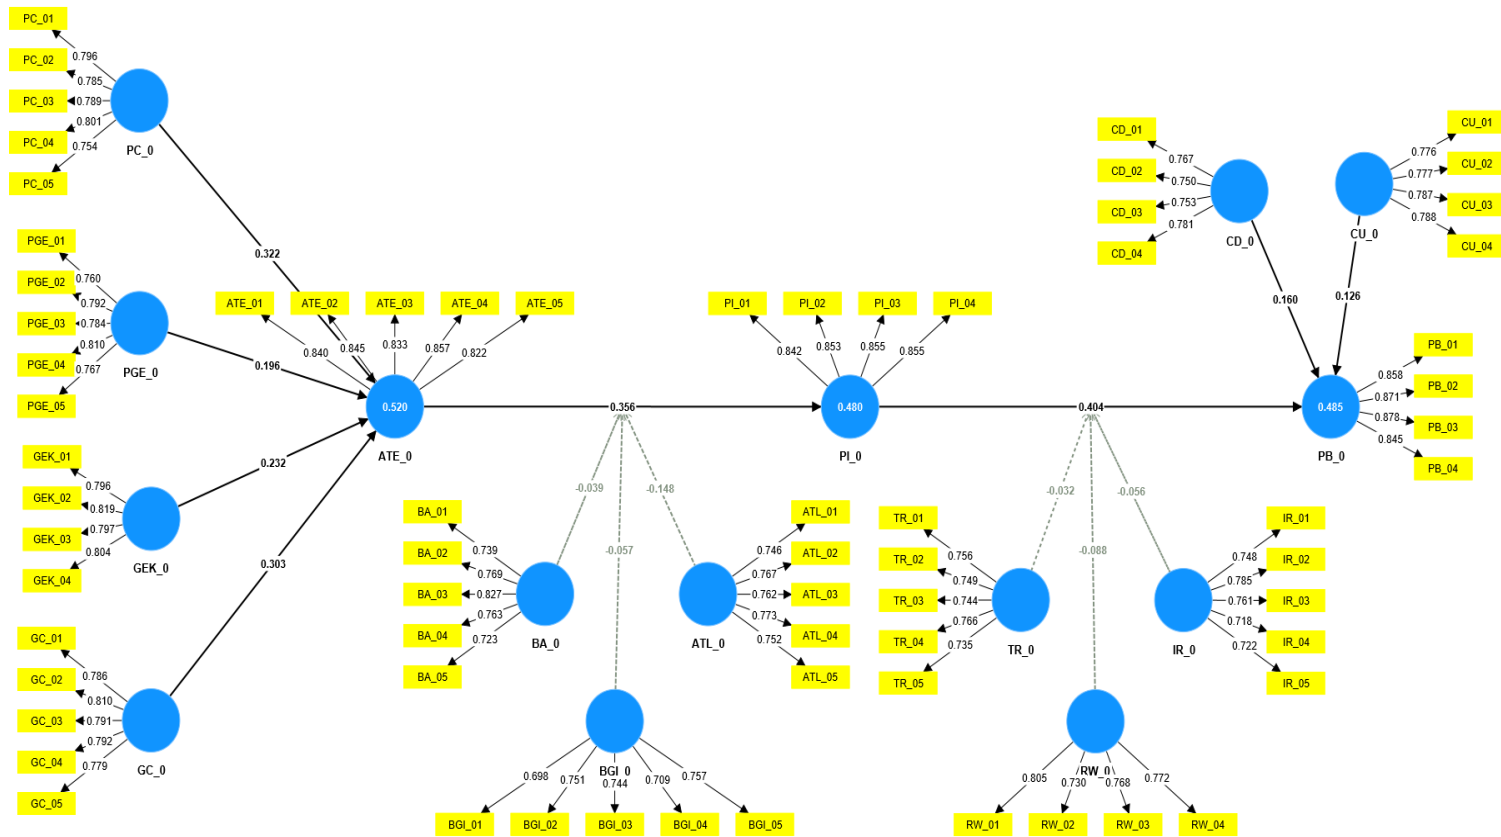 PC_01
PC_02
PC_03
PC_04
PC_05
0.796
0.785
0.789
0.801
0.754
PC_0
0.322
PGE_01
PGE_02
PGE_03
PGE_04
PGE_05
0.760
0.792
0.784
0.810
0.767
PGE_0
0.196
GEK_01
GEK_02
GEK_03
GEK_04
0.796
0.819
0.797
0.804
GEK_0
0.232
GC_01
GC_02
GC_03
GC_04
GC_05
0.786
0.810
0.791
0.792
0.779
GC_0
0.303
ATE_01
ATE_02
ATE_03
ATE_04
ATE_05
0.840
0.845
0.833
0.857
0.822
0.520
ATE_0
0.356
BA_01
BA_02
BA_03
BA_04
BA_05
0.739
0.769
0.827
0.763
0.723
BA_0
-0.039
BGI_0
0.698
0.751
0.744
0.709
0.757
BGI_01
BGI_02
BGI_03
BGI_04
BGI_05
-0.057
ATL_01
ATL_02
ATL_03
ATL_04
ATL_05
0.746
0.767
0.762
0.773
0.752
ATL_0
-0.148
PI_01
PI_02
PI_03
PI_04
0.842
0.853
0.855
0.855
0.480
PI_0
0.404
TR_01
TR_02
TR_03
TR_04
TR_05
0.756
0.749
0.744
0.766
0.735
TR_0
-0.032
RW_0
0.805
0.730
0.768
0.772
RW_01
RW_02
RW_03
RW_04
-0.088
IR_01
IR_02
IR_03
IR_04
IR_05
0.748
0.785
0.761
0.718
0.722
IR_0
-0.056
CD_01
CD_02
CD_03
CD_04
0.767
0.750
0.753
0.781
CD_0
0.160
CU_01
CU_02
CU_03
CU_04
0.776
0.777
0.787
0.788
CU_0
0.126
PB_01
PB_02
PB_03
PB_04
0.858
0.871
0.878
0.845
0.485
PB_0